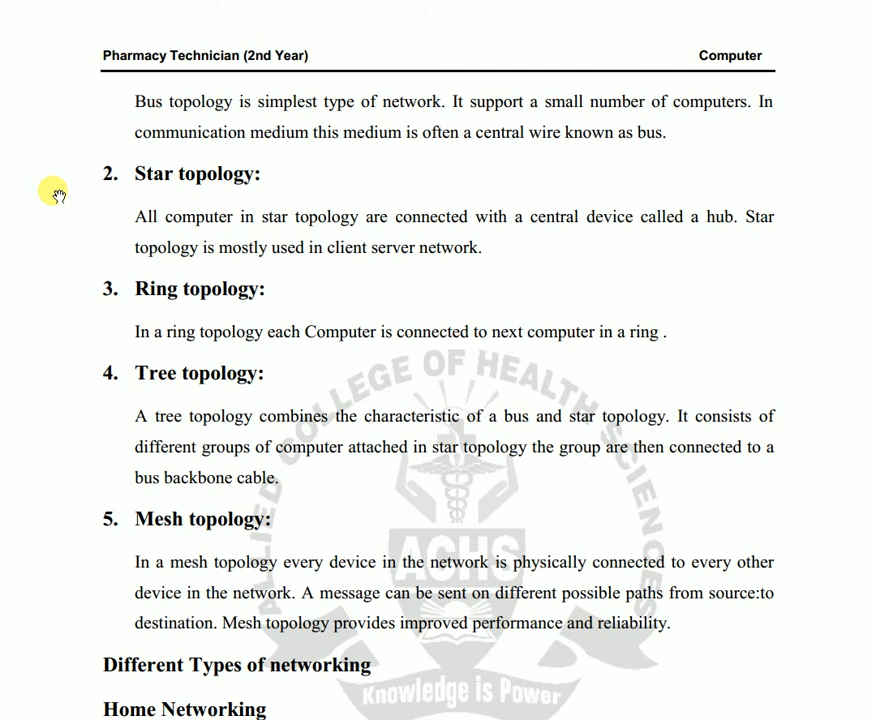 Pharmacy Technician (2nd Year) Computer
Bus topology is simplest type of network. It support a small number of computers. In
communication medium this medium is often a central wire known as bus.
2. Star topology:
All computer in star topology are connected with a central device called a hub. Star
topology is mostly used in client server network.
3. Ring topology:
In a ring topology each Computer is connected to next computer in a ring .
4. Tree topology:
A tree topology combines the characteristic of a bus and star topology. It consists of
different groups of computer attached in star topology the group are then connected to a
bus backbone cable.
5. Mesh topology:
In a mesh topology every device in the network is physically connected to every other
device in the network. A message can be sent on different possible paths from source:to
destination. Mesh topology provides improved performance and reliability.
Different Types of networking
Home Networking
ALLIED COLLEGE OF HEALTH SCIENCES
ACHS
Knowledge is Power